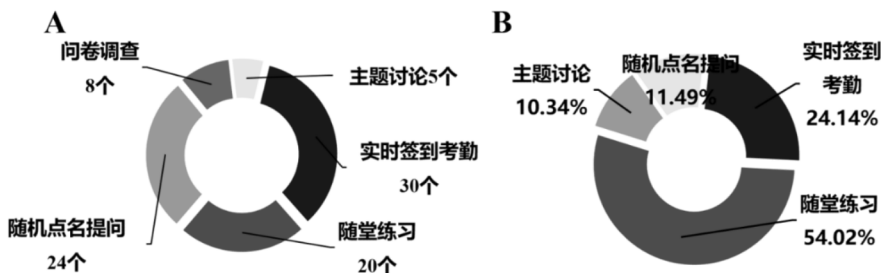 A
问卷调查
8个
主题讨论5个
实时签到考勤
30个
随机点名提问
24个
随堂练习
20个
B
主题讨论
10.34%
随机点名提问
11.49%
实时签到
考勤
24.14%
随堂练习
54.02%